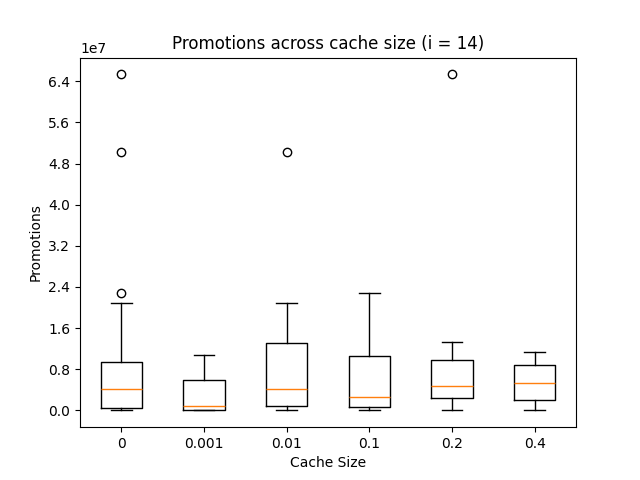 Promotions across cache size (i = 14)
1e7
6.4
5.6
4.8
4.0
3.2
2.4
1.6
0.8
0.0
Promotions
0 0.001 0.01 0.1 0.2 0.4
Cache Size